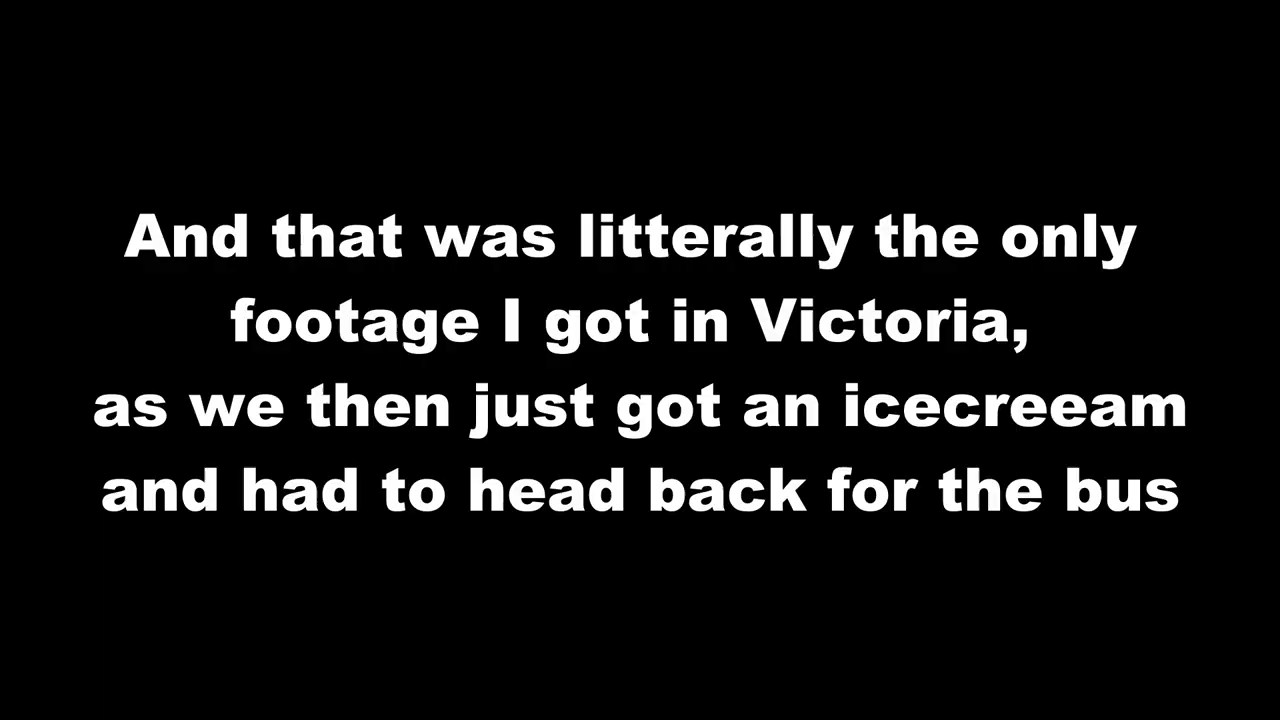 And that was litterally the only
footage I got in Victoria,
as we then just got an icecreeam
and had to head back for the bus